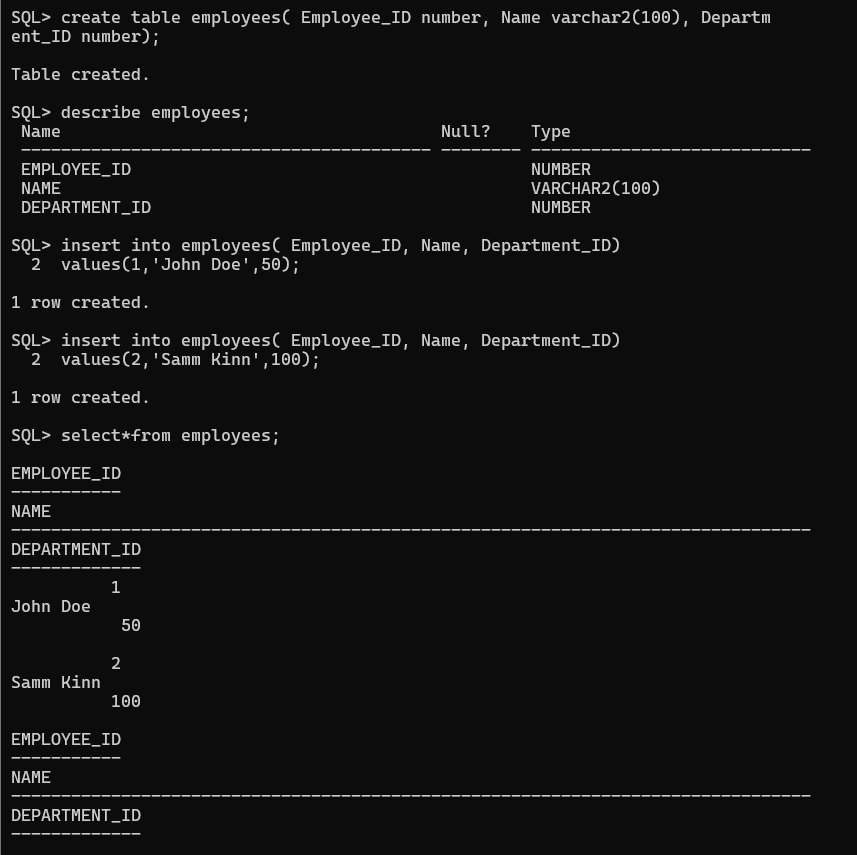 SQL> create table employees( Employee_ID number, Name varchar2(100), Departm
ent_ID number);
Table created.
SQL> describe employees;
 Name                                      Null?    Type
 ----------------------------------------- -------- ----------------------------
 EMPLOYEE_ID                                        NUMBER
 NAME                                               VARCHAR2(100)
 DEPARTMENT_ID                                      NUMBER
SQL> insert into employees( Employee_ID, Name, Department_ID)
  2  values(1,'John Doe',50);
1 row created.
SQL> insert into employees( Employee_ID, Name, Department_ID)
  2  values(2,'Samm Kinn',100);
1 row created.
SQL> select*from employees;
EMPLOYEE_ID
-----------
NAME
--------------------------------------------------------------------------------
DEPARTMENT_ID
-------------
          1
John Doe
           50
          2
Samm Kinn
          100
EMPLOYEE_ID
-----------
NAME
--------------------------------------------------------------------------------
DEPARTMENT_ID
-------------